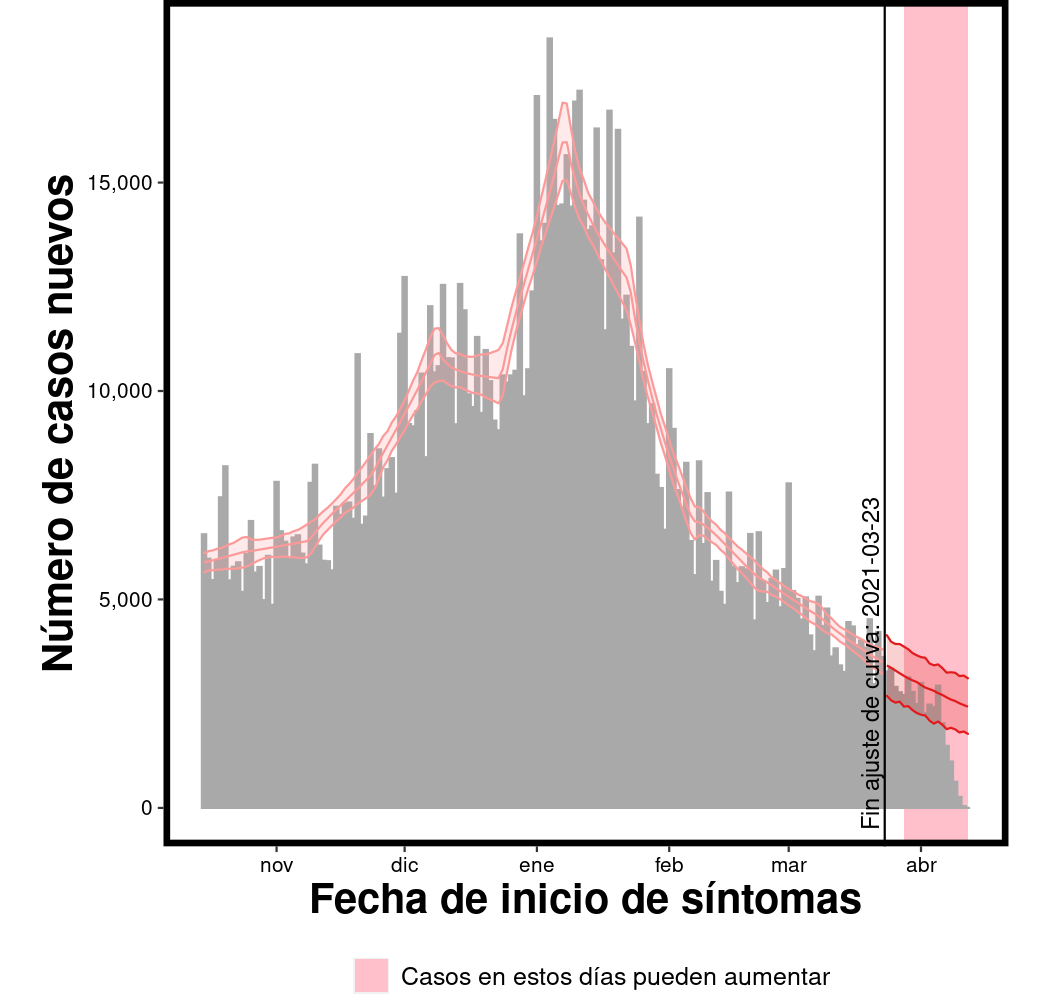 Número de casos nuevos
15,000
10,000
5,000
0
Fin ajuste de curva: 2021-03-23
nov
dic
ene
feb
mar
abr
Fecha de inicio de síntomas
Casos en estos días pueden aumentar